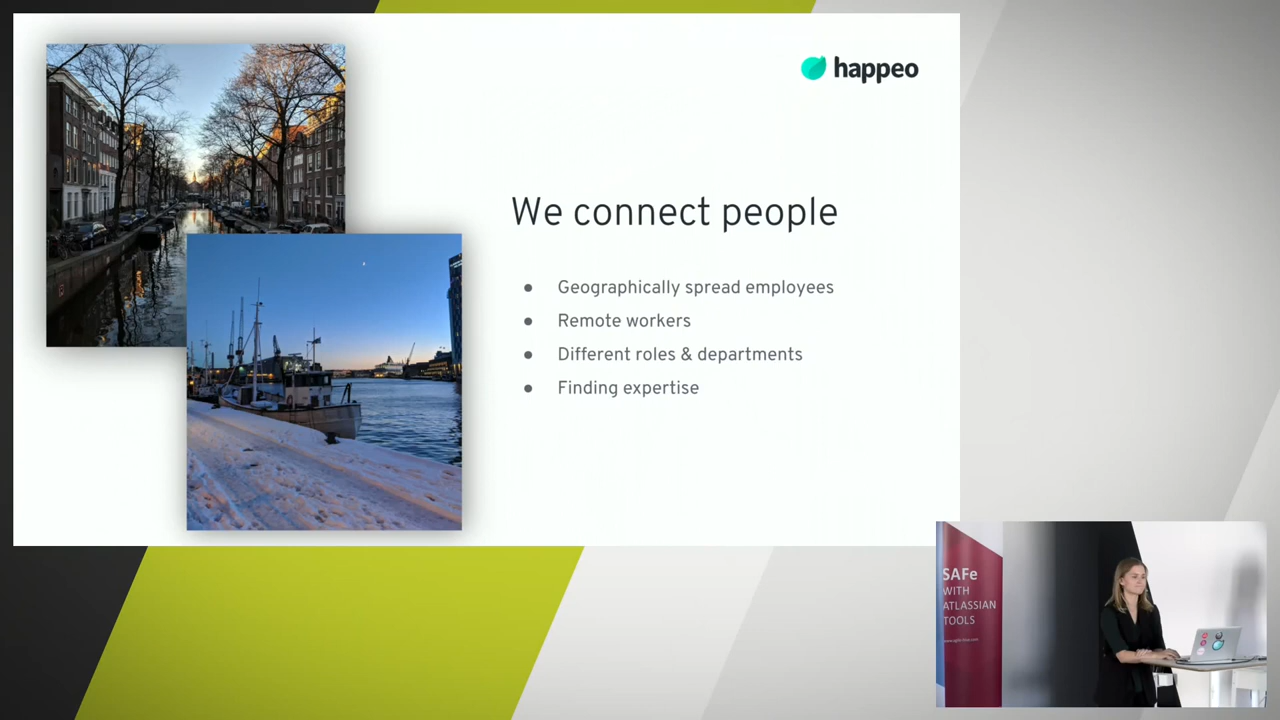 happeo
We connect people
● Geographically spread employees
● Remote workers
● Different roles & departments
● Finding expertise
SAFe
WITH
ATLASSIAN
TOOLS